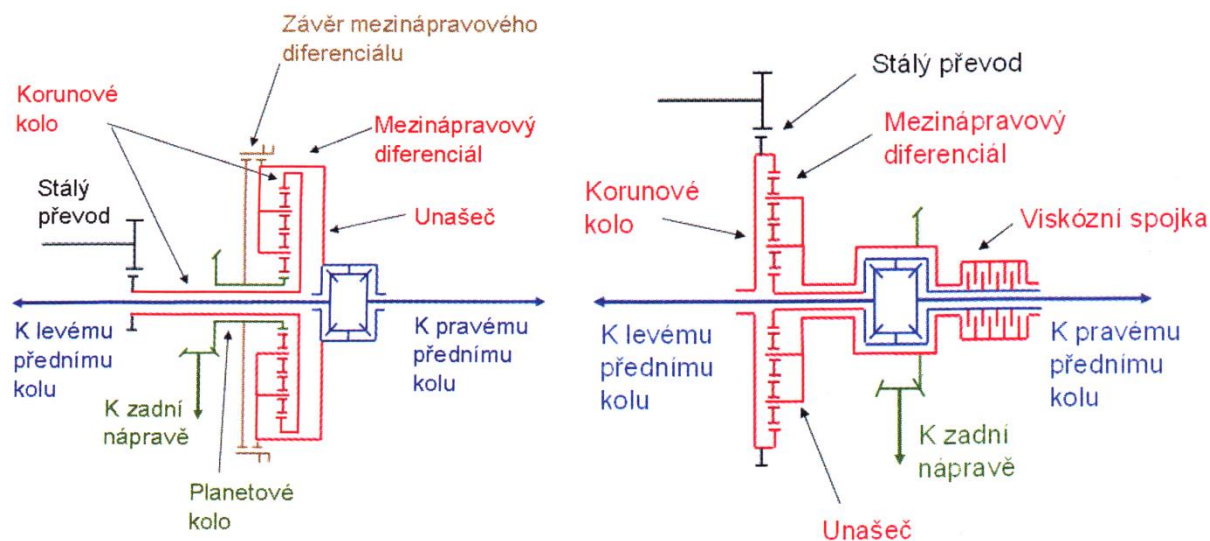 Závěr mezinápravového
diferenciálu
Korunové
kolo
Mezinápravový
diferenciál
Stálý
převod
Unašeč
K levému
přednímu
kolu
K pravému
přednímu
kolu
K zadní
nápravě
Planetové
kolo
Stálý převod
Mezinápravový
diferenciál
Korunové
kolo
Viskózní spojka
K levému
přednímu
kolu
K pravému
přednímu
kolu
K zadní
nápravě
Unašeč